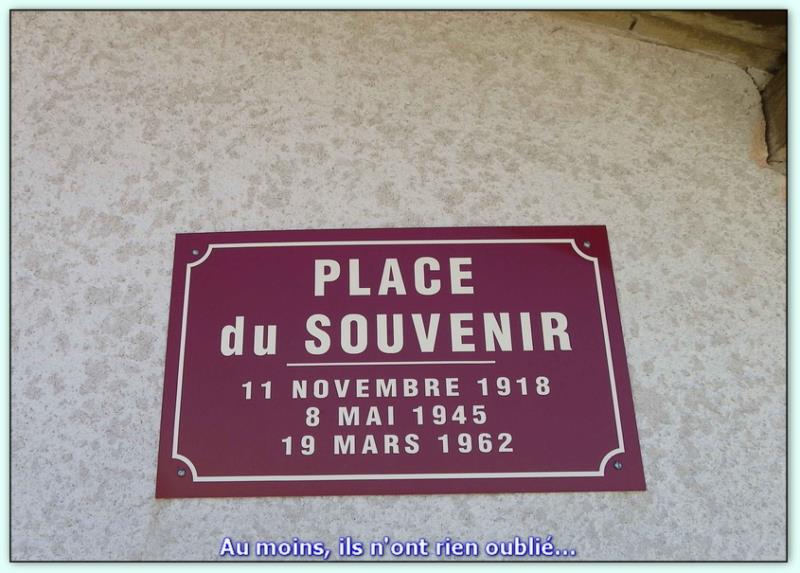 PLACE
du SOUVENIR
11 NOVEMBRE 1918
8 MAI 1945
19 MARS 1962
Au moins, ils n'ont rien oublié...